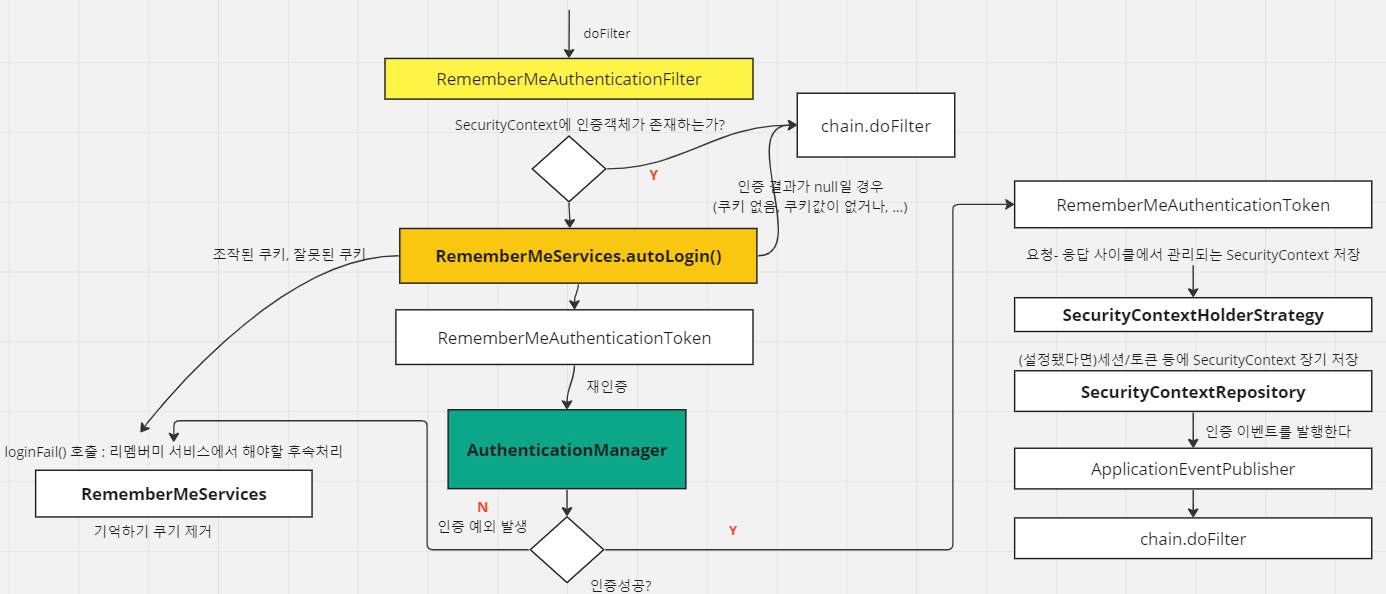 doFilter
RememberMeAuthenticationFilter
SecurityContext에 인증객체가 존재하는가?
chain.doFilter
Y
인증 결과가 null일 경우
(쿠키 없음, 쿠키값이 없거나, ...)
RememberMeServices.autoLogin()
조작된 쿠키, 잘못된 쿠키
RememberMeAuthenticationToken
재인증
AuthenticationManager
loginFail() 호출 : 리멤버미 서비스에서 해야할 후속처리
RememberMeServices
기억하기 쿠기 제거
N
인증 예외 발생
Y
인증성공?
RememberMeAuthenticationToken
요청- 응답 사이클에서 관리되는 SecurityContext 저장
SecurityContextHolderStrategy
(설정됐다면)세션/토큰 등에 SecurityContext 장기 저장
SecurityContextRepository
인증 이벤트를 발행한다
ApplicationEventPublisher
chain.doFilter